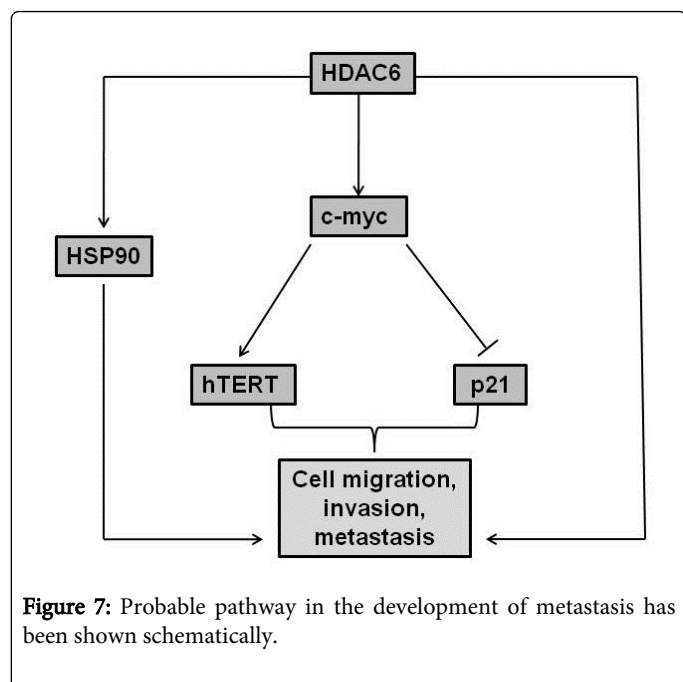 HDAC6
c-myc
HSP90
hTERT
p21
Cell migration,
invasion,
metastasis
Figure 7: Probable pathway in the development of metastasis has
been shown schematically.